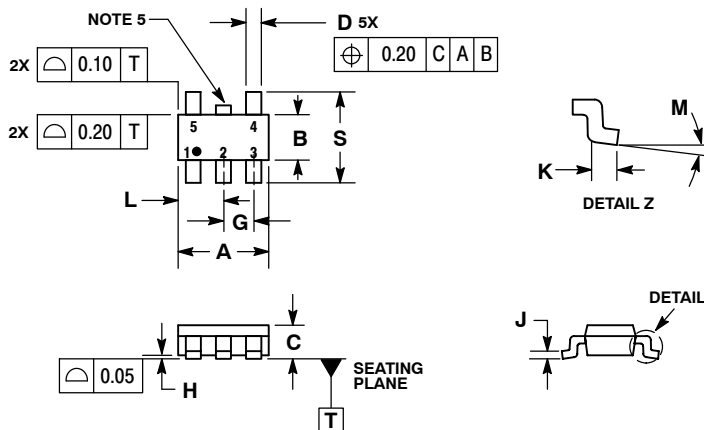 NOTE 5
D 5X
⌖ 0.20 C A B
2X ⌓ 0.10 T
2X ⌓ 0.20 T
5 4
1 2 3
B
S
L
G
A
M
K
DETAIL Z
C
H
⌓ 0.05
SEATING
PLANE
T
J
DETAIL